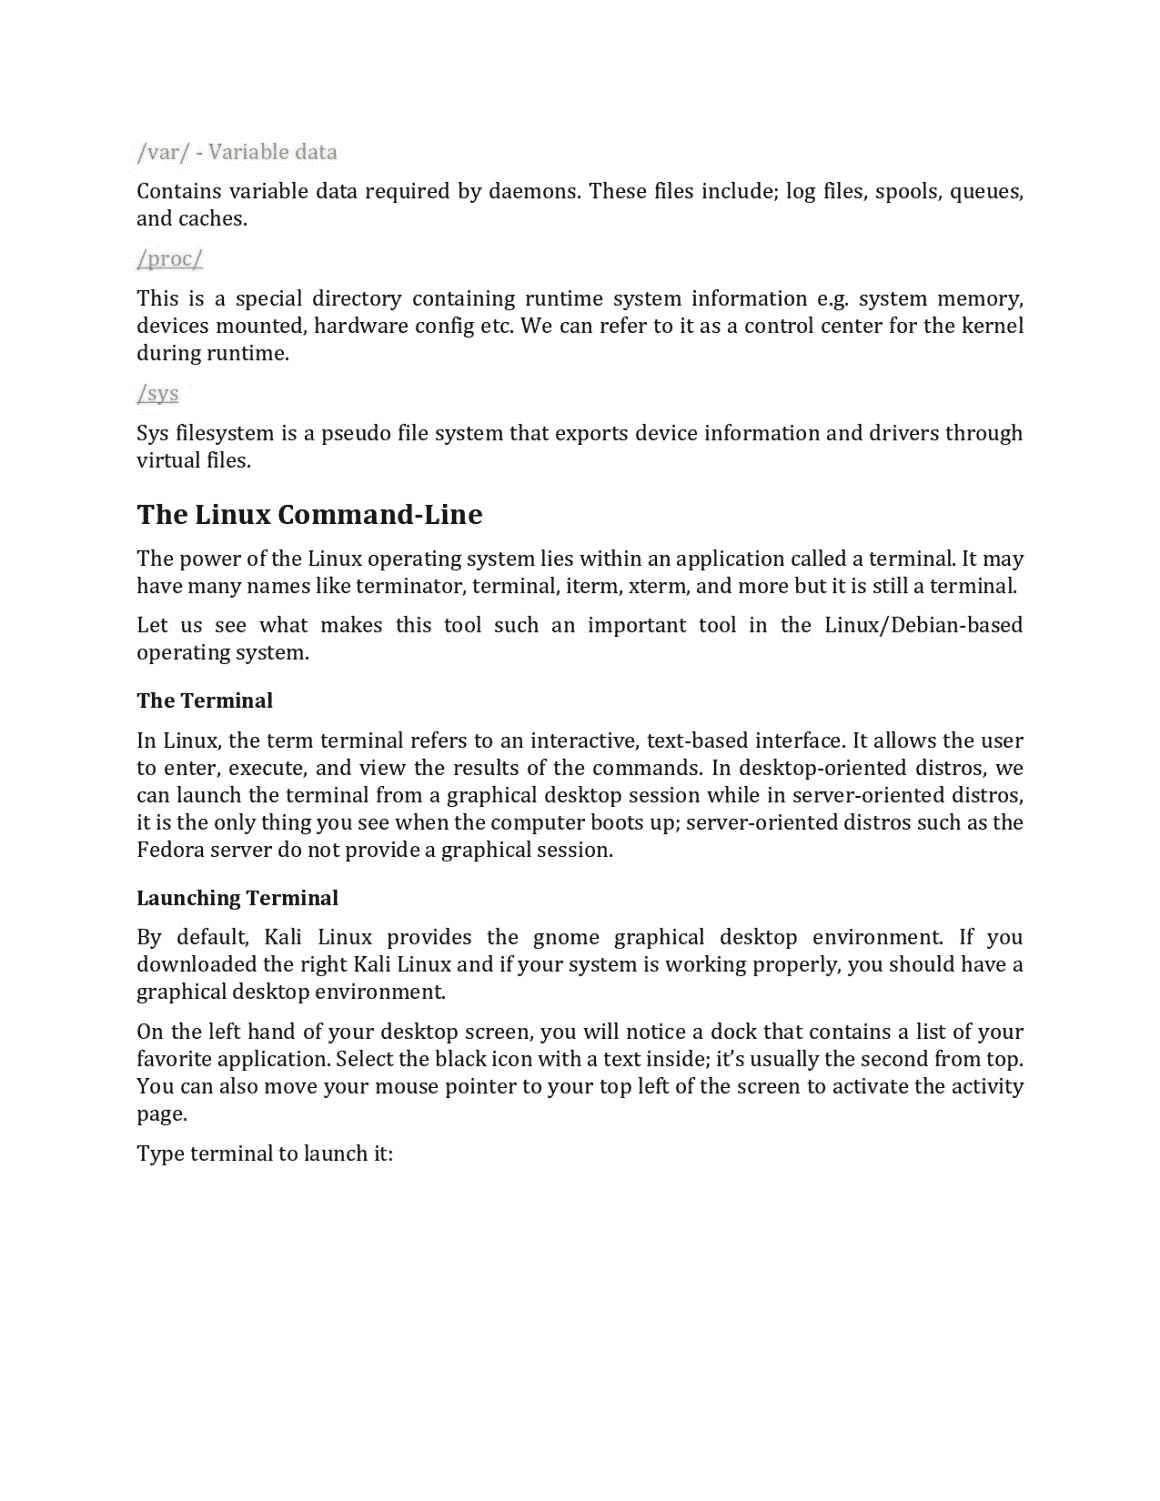 /var/ - Variable data
Contains variable data required by daemons. These files include; log files, spools, queues,
and caches.
/proc/
This is a special directory containing runtime system information e.g. system memory,
devices mounted, hardware config etc. We can refer to it as a control center for the kernel
during runtime.
/sys
Sys filesystem is a pseudo file system that exports device information and drivers through
virtual files.
The Linux Command-Line
The power of the Linux operating system lies within an application called a terminal. It may
have many names like terminator, terminal, iterm, xterm, and more but it is still a terminal.
Let us see what makes this tool such an important tool in the Linux/Debian-based
operating system.
The Terminal
In Linux, the term terminal refers to an interactive, text-based interface. It allows the user
to enter, execute, and view the results of the commands. In desktop-oriented distros, we
can launch the terminal from a graphical desktop session while in server-oriented distros,
it is the only thing you see when the computer boots up; server-oriented distros such as the
Fedora server do not provide a graphical session.
Launching Terminal
By default, Kali Linux provides the gnome graphical desktop environment. If you
downloaded the right Kali Linux and if your system is working properly, you should have a
graphical desktop environment.
On the left hand of your desktop screen, you will notice a dock that contains a list of your
favorite application. Select the black icon with a text inside; it’s usually the second from top.
You can also move your mouse pointer to your top left of the screen to activate the activity
page.
Type terminal to launch it: